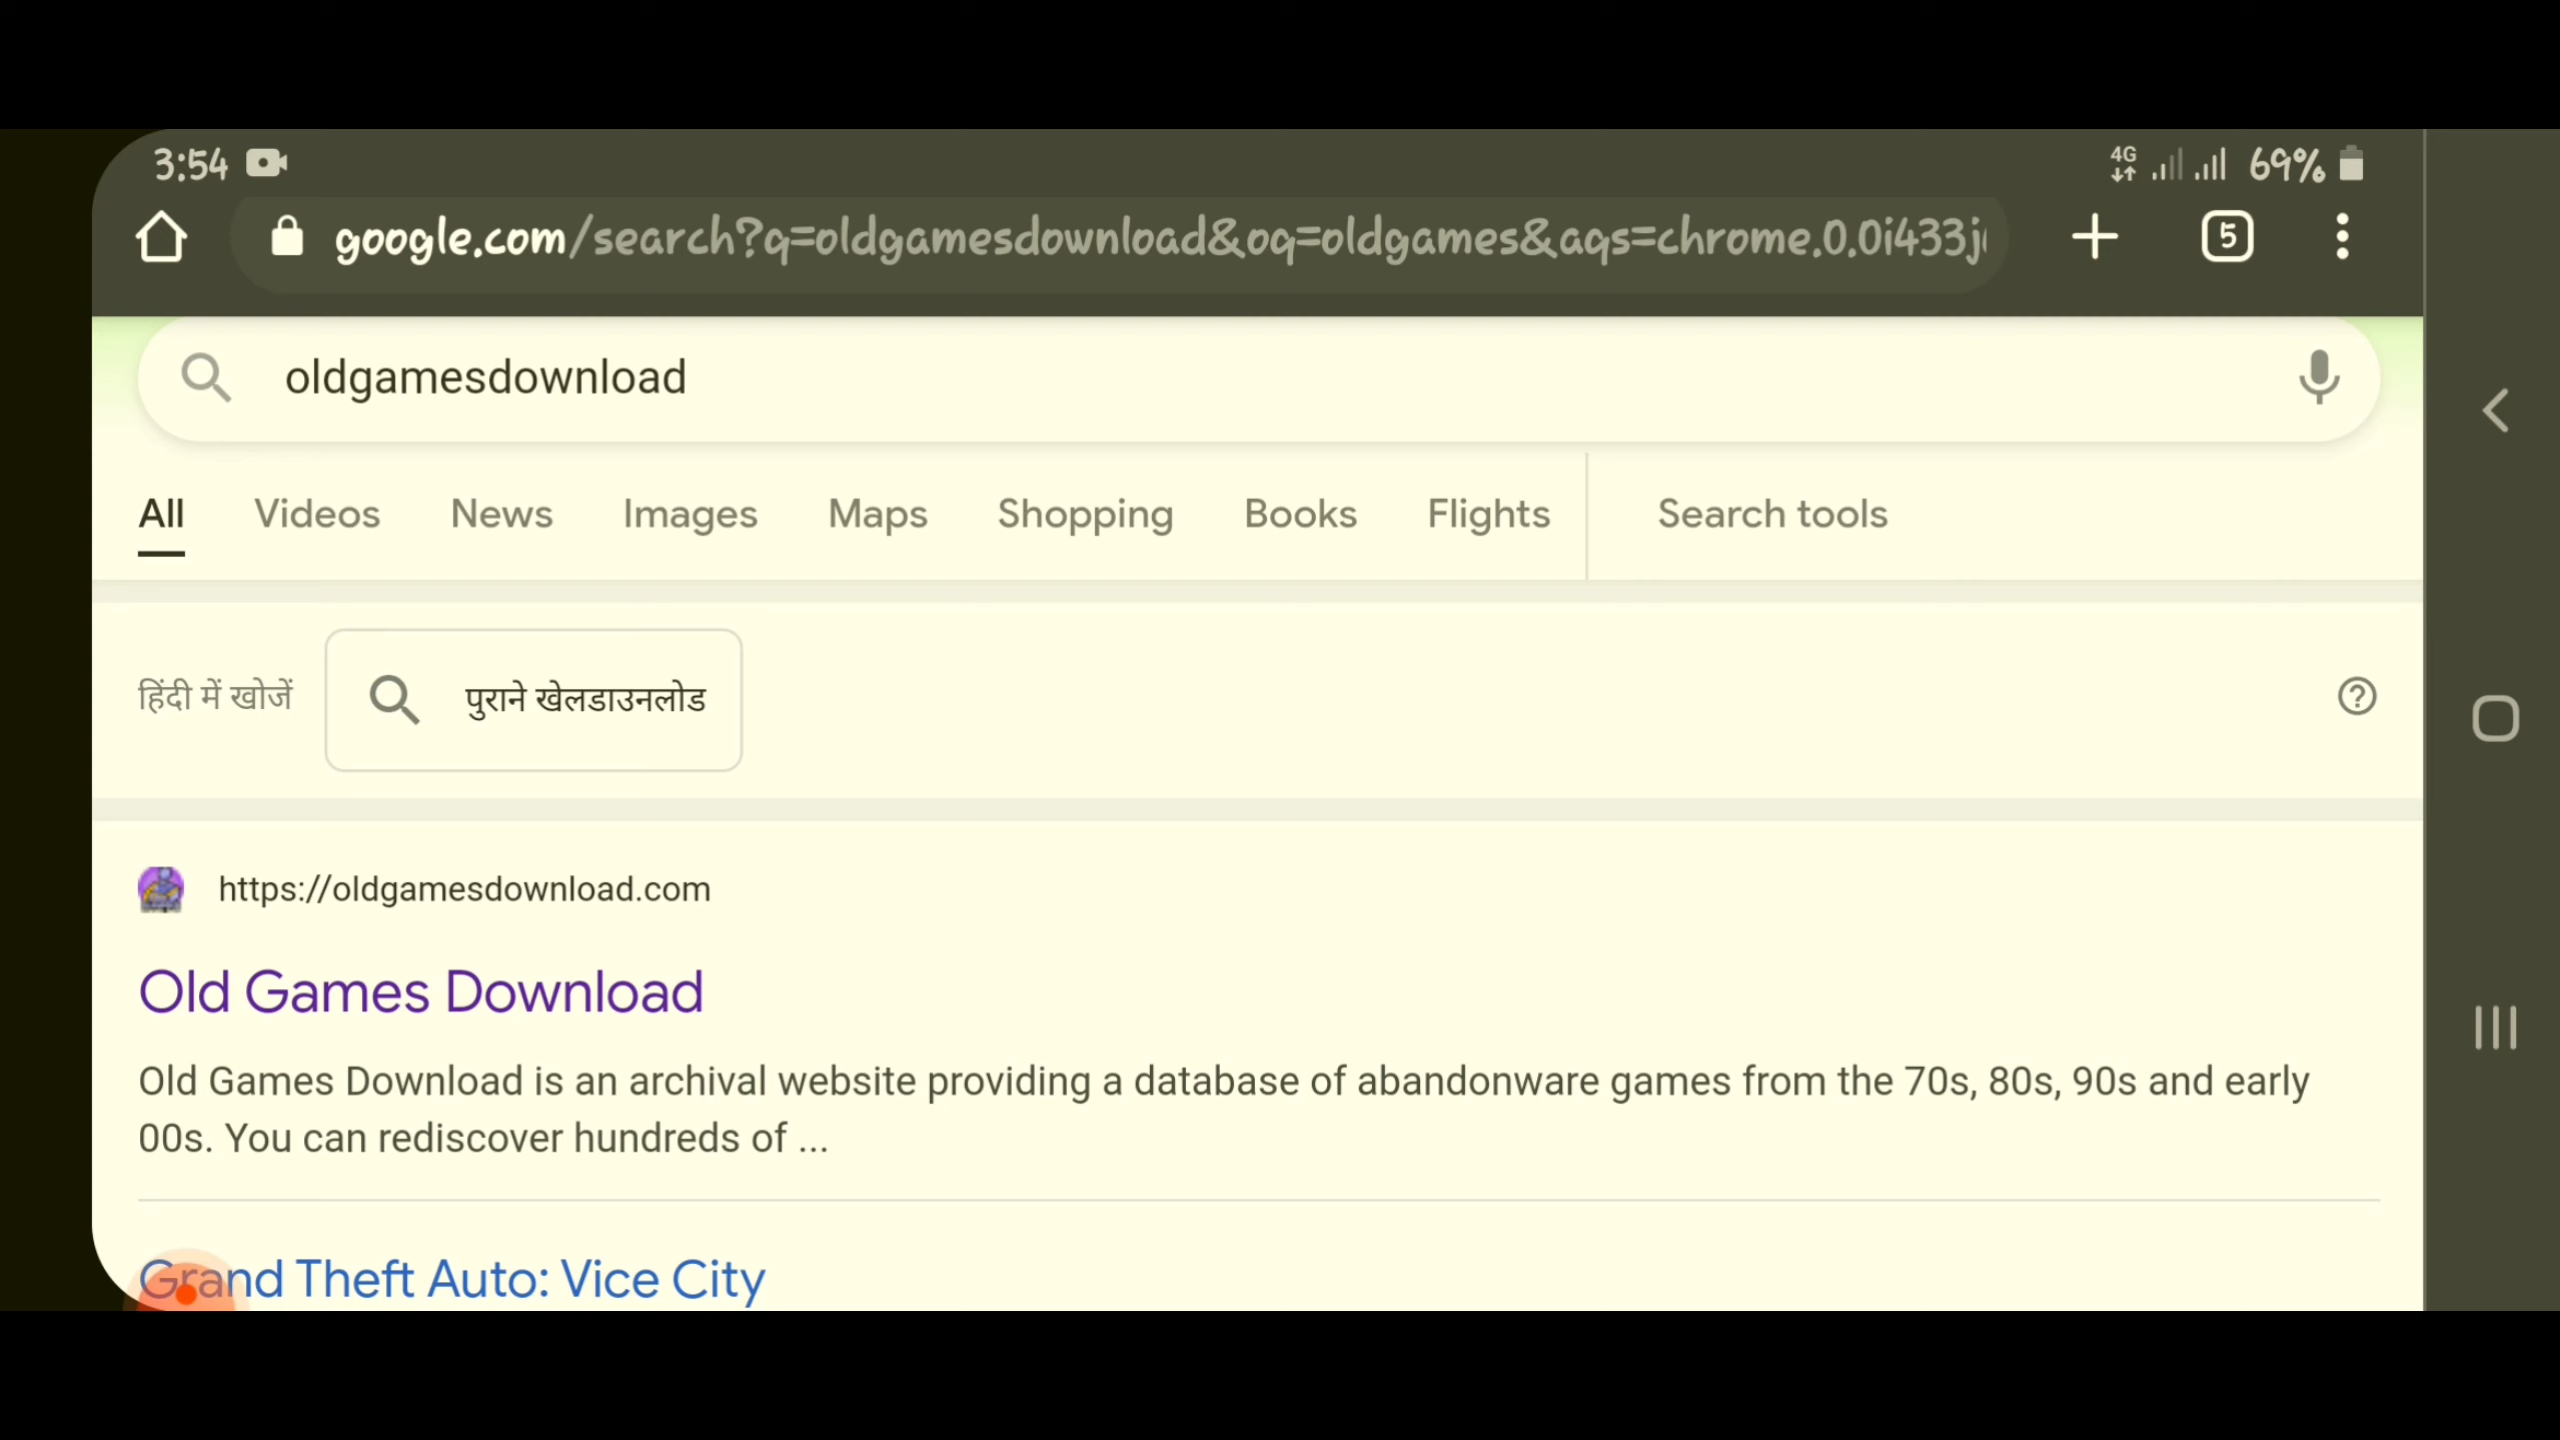 3:54
4G
69%
google.com/search?q=oldgamesdownload&oq=oldgames&aqs=chrome.0.0i433j
5
oldgamesdownload
All Videos News Images Maps Shopping Books Flights Search tools
हिंदी में खोजें
पुराने खेलडाउनलोड
https://oldgamesdownload.com
Old Games Download
Old Games Download is an archival website providing a database of abandonware games from the 70s, 80s, 90s and early
00s. You can rediscover hundreds of ...
Grand Theft Auto: Vice City